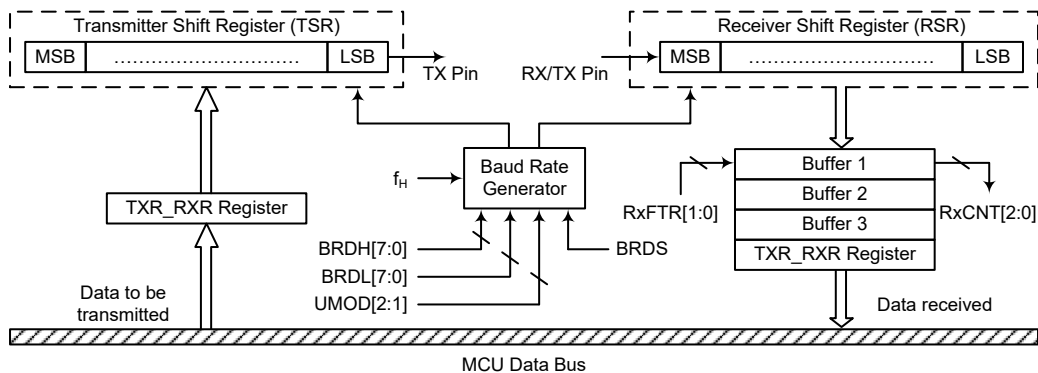 Transmitter Shift Register (TSR)
MSB ................................ LSB
TX Pin
Receiver Shift Register (RSR)
RX/TX Pin
MSB ................................ LSB
Baud Rate
Generator
fH
BRDH[7:0]
BRDL[7:0]
UMOD[2:1]
BRDS
TXR_RXR Register
Data to be
transmitted
Buffer 1
Buffer 2
Buffer 3
TXR_RXR Register
RxFTR[1:0]
RxCNT[2:0]
Data received
MCU Data Bus